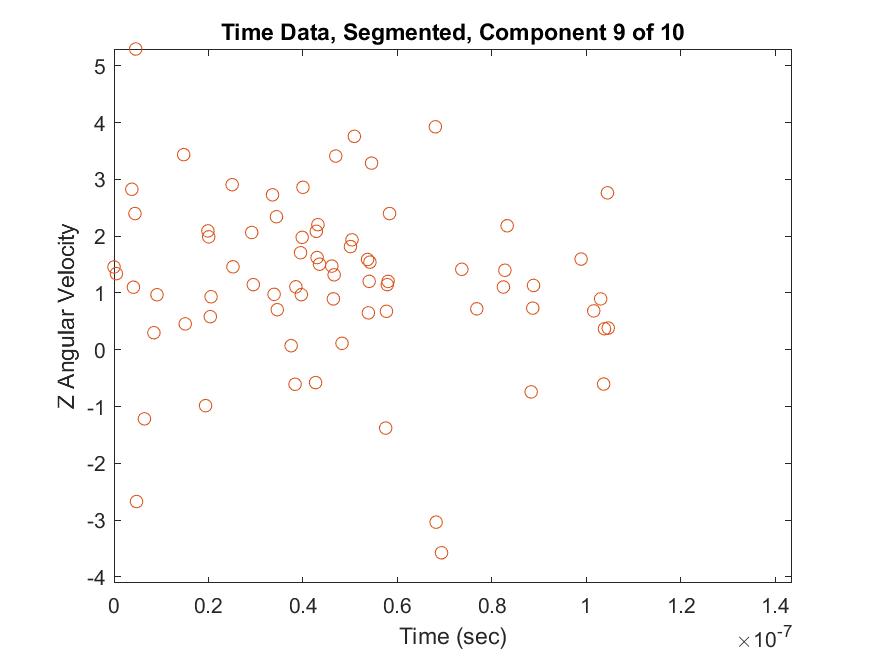 Time Data, Segmented, Component 9 of 10
5
4
3
2
1
0
-1
-2
-3
-4
Z Angular Velocity
0 0.2 0.4 0.6 0.8 1 1.2 1.4
Time (sec)
×10-7